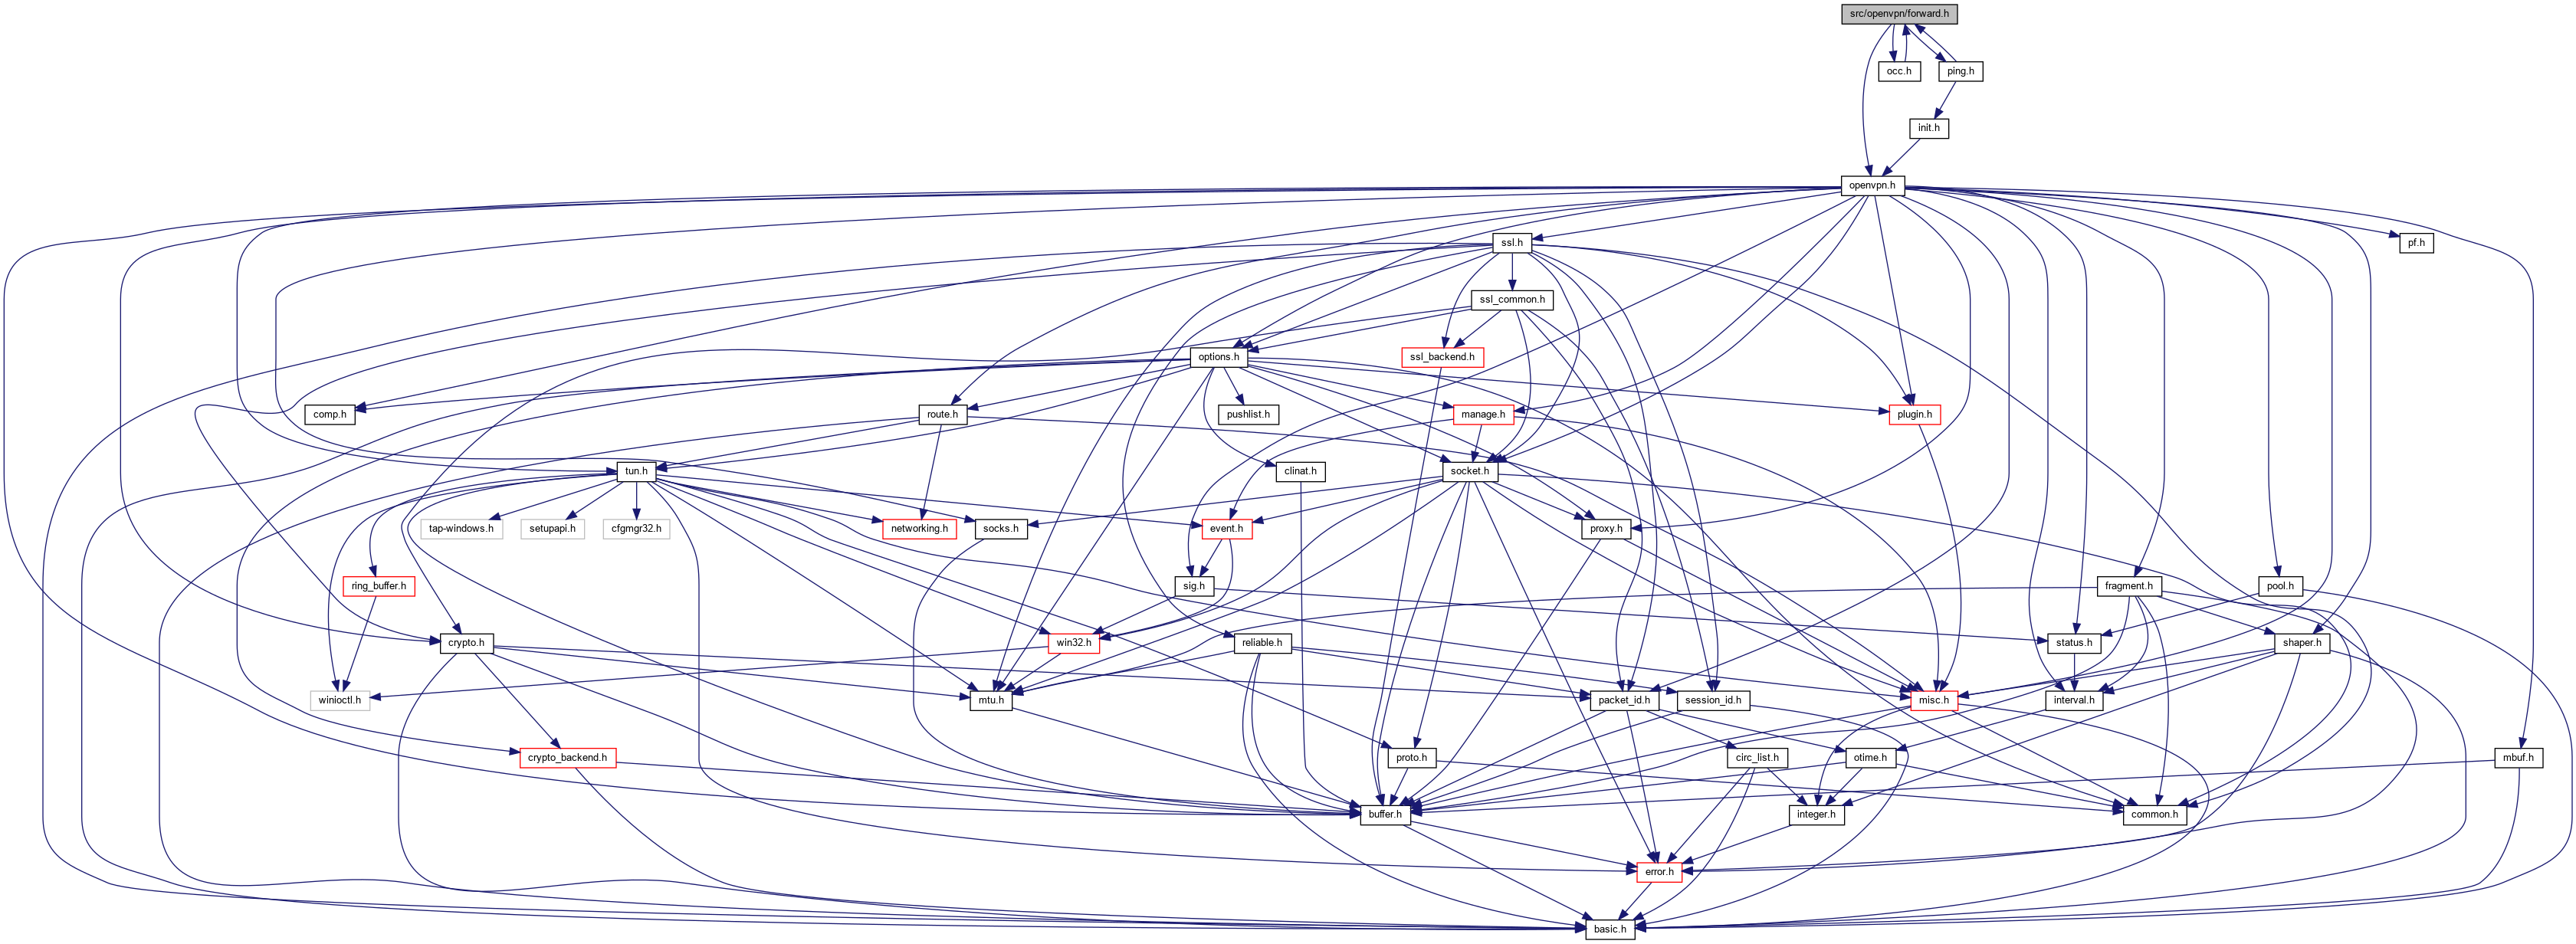 src/openvpn/forward.h
occ.h
ping.h
init.h
openvpn.h
ssl.h
pf.h
ssl_common.h
options.h
ssl_backend.h
comp.h
route.h
pushlist.h
manage.h
plugin.h
tun.h
clinat.h
socket.h
tap-windows.h
setupapi.h
cfgmgr32.h
networking.h
socks.h
event.h
proxy.h
ring_buffer.h
sig.h
fragment.h
pool.h
crypto.h
win32.h
reliable.h
status.h
shaper.h
winioctl.h
mtu.h
packet_id.h
session_id.h
misc.h
interval.h
crypto_backend.h
proto.h
circ_list.h
otime.h
mbuf.h
buffer.h
integer.h
common.h
error.h
basic.h